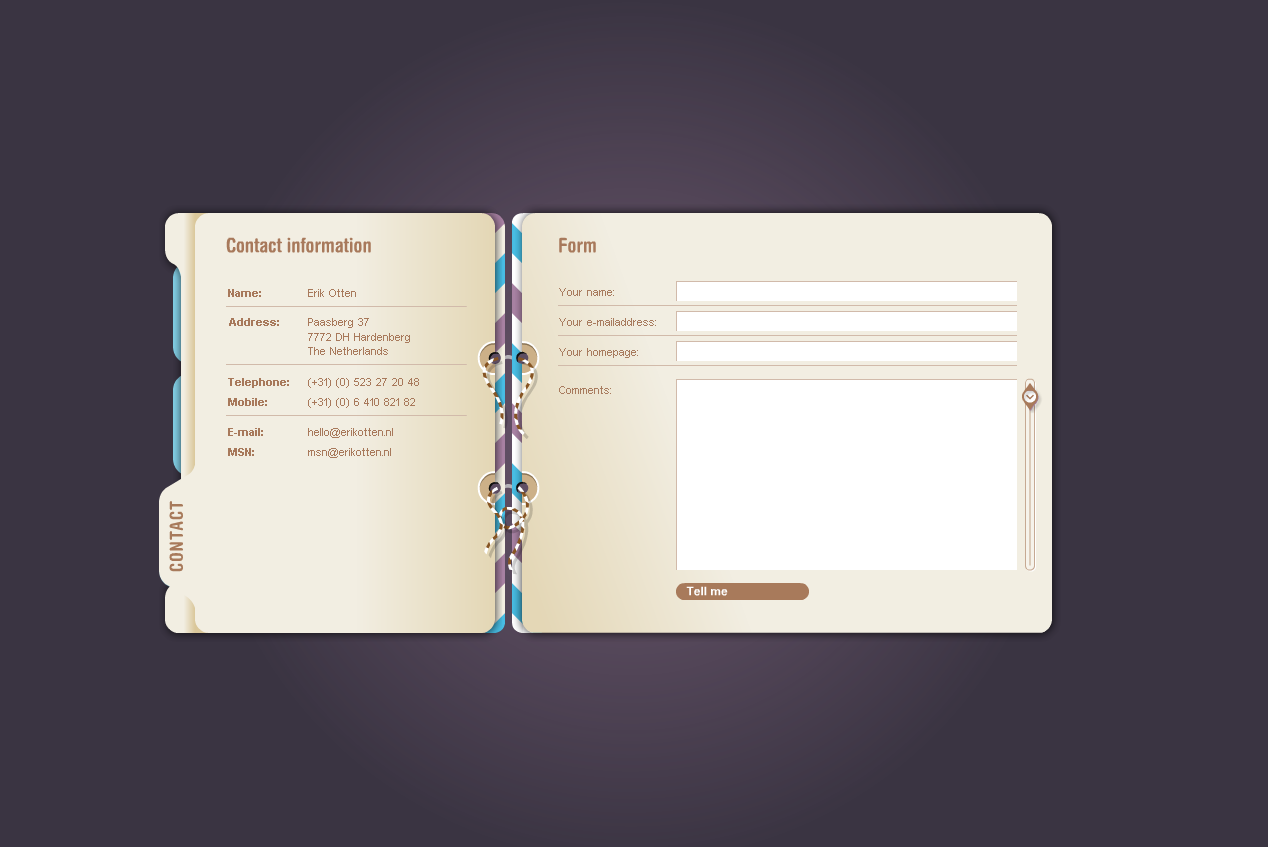 Contact information
Name: Erik Otten
Address: Paasberg 37
7772 DH Hardenberg
The Netherlands
Telephone: (+31) (0) 523 27 20 48
Mobile: (+31) (0) 6 410 821 82
E-mail: hello@erikotten.nl
MSN: msn@erikotten.nl
CONTACT
Form
Your name:
Your e-mailaddress:
Your homepage:
Comments:
Tell me